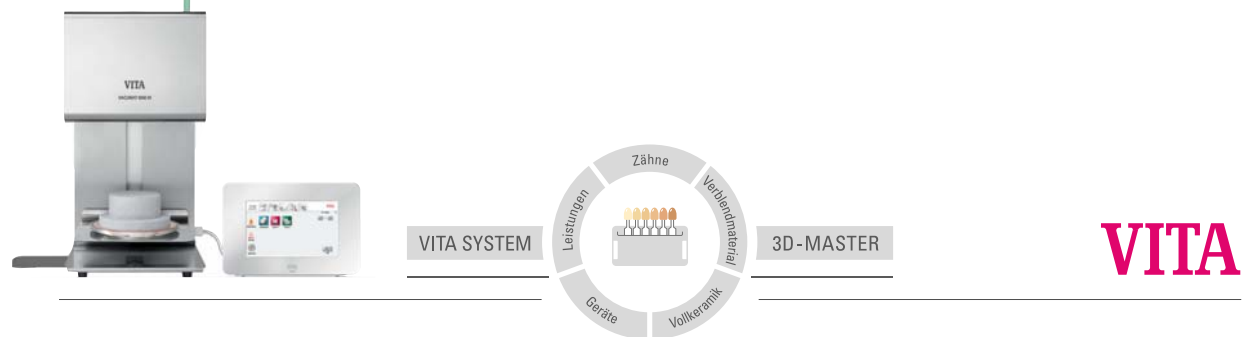 VITA
Zähne
Leistungen
Verblendmaterial
VITA SYSTEM
3D-MASTER
VITA
Geräte
Vollkeramik